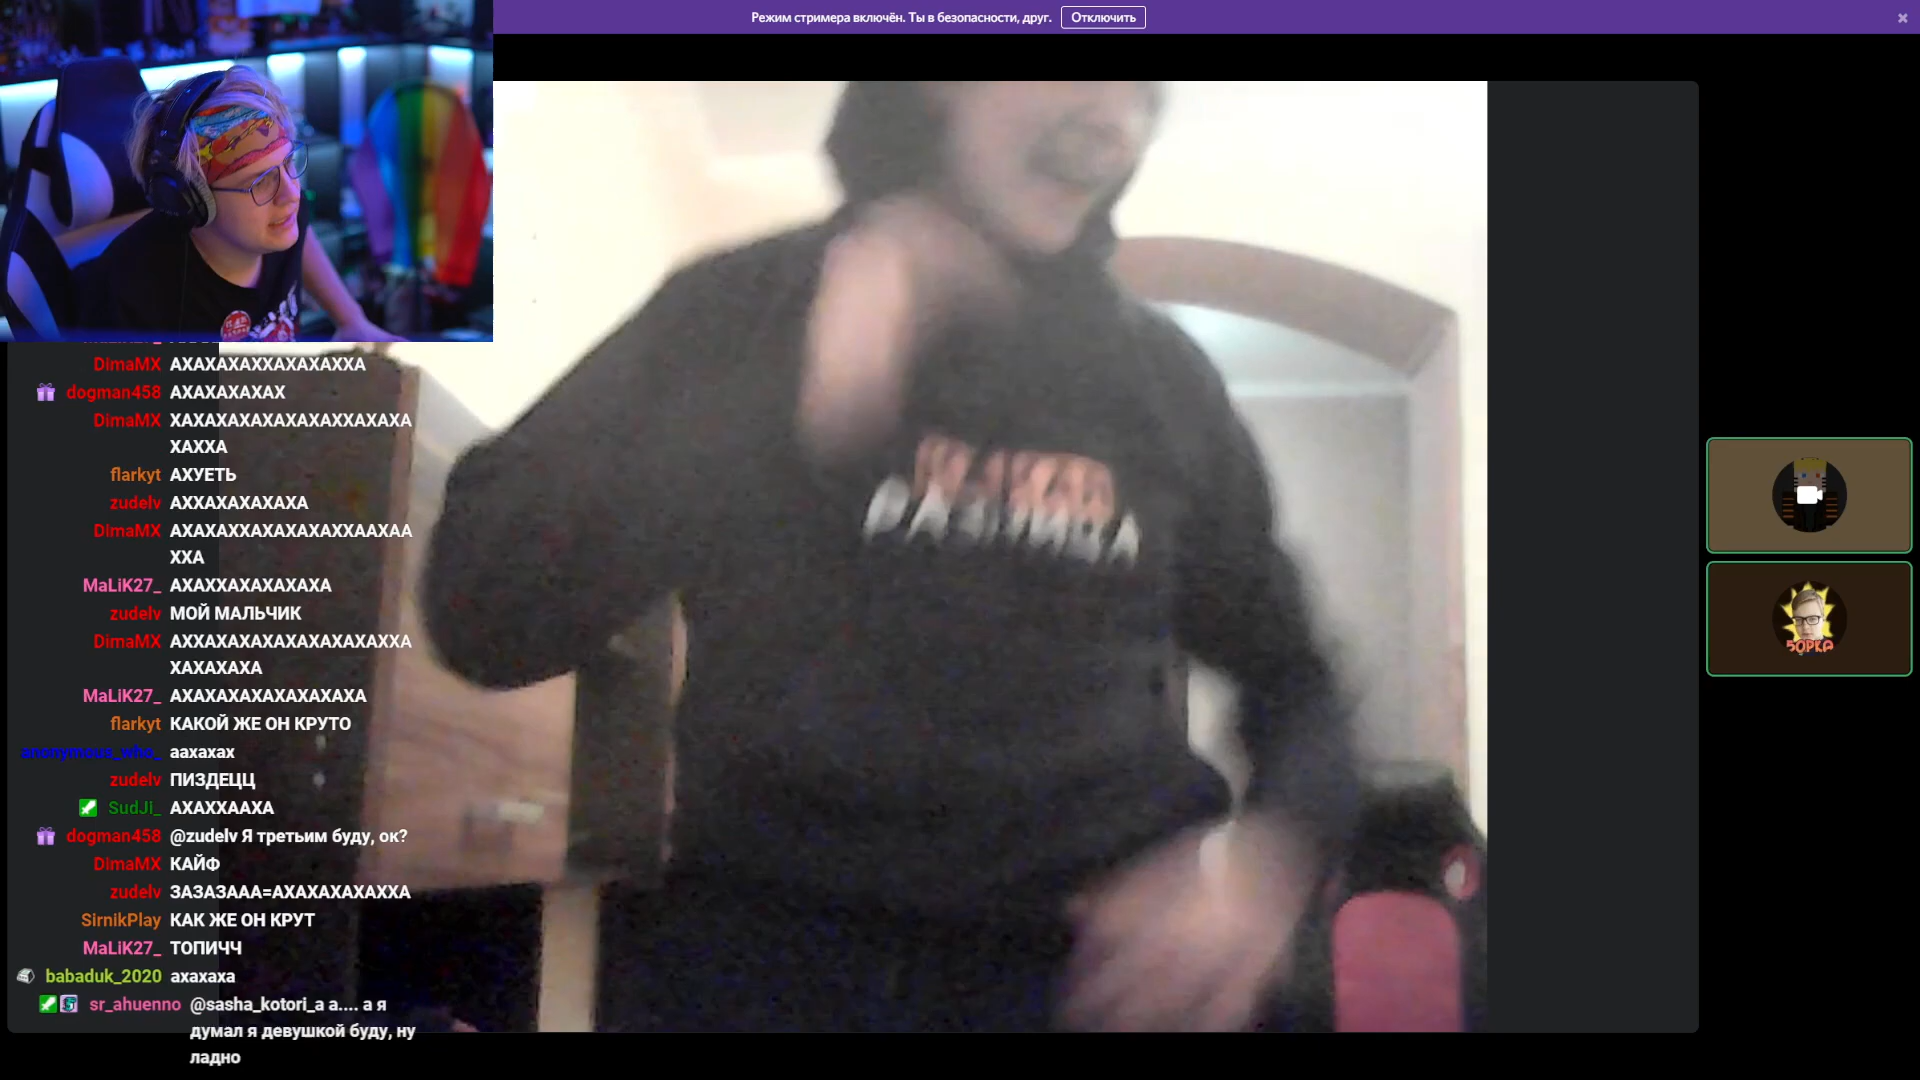 Режим стримера включён. Ты в безопасности, друг. Отключить
DimaMX АХАХАХАХХАХАХАХХА
dogman458 АХАХАХАХАХ
DimaMX ХАХАХАХАХАХАХАХХАХАХА
ХАХХА
flarkyt АХУЕТЬ
zudelv АХХАХАХАХАХА
DimaMX АХАХАХХАХАХАХАХХААХАА
ХХА
MaLiK27_ АХАХХАХАХАХАХА
zudelv МОЙ МАЛЬЧИК
DimaMX АХХАХАХАХАХАХАХАХАХХА
ХАХАХАХА
MaLiK27_ АХАХАХАХАХАХАХАХА
flarkyt КАКОЙ ЖЕ ОН КРУТО
anonymous_who_ аахахах
zudelv ПИЗДЕЦЦ
SudJi_ АХАХХААХА
dogman458 @zudelv Я третьим буду, ок?
DimaMX КАЙФ
zudelv ЗАЗАЗААА=АХАХАХАХАХХА
SirnikPlay КАК ЖЕ ОН КРУТ
MaLiK27_ ТОПИЧЧ
babaduk_2020 ахахаха
sr_ahuenno @sasha_kotori_a а.... а я
думал я девушкой буду, ну
ладно
5ОРКА